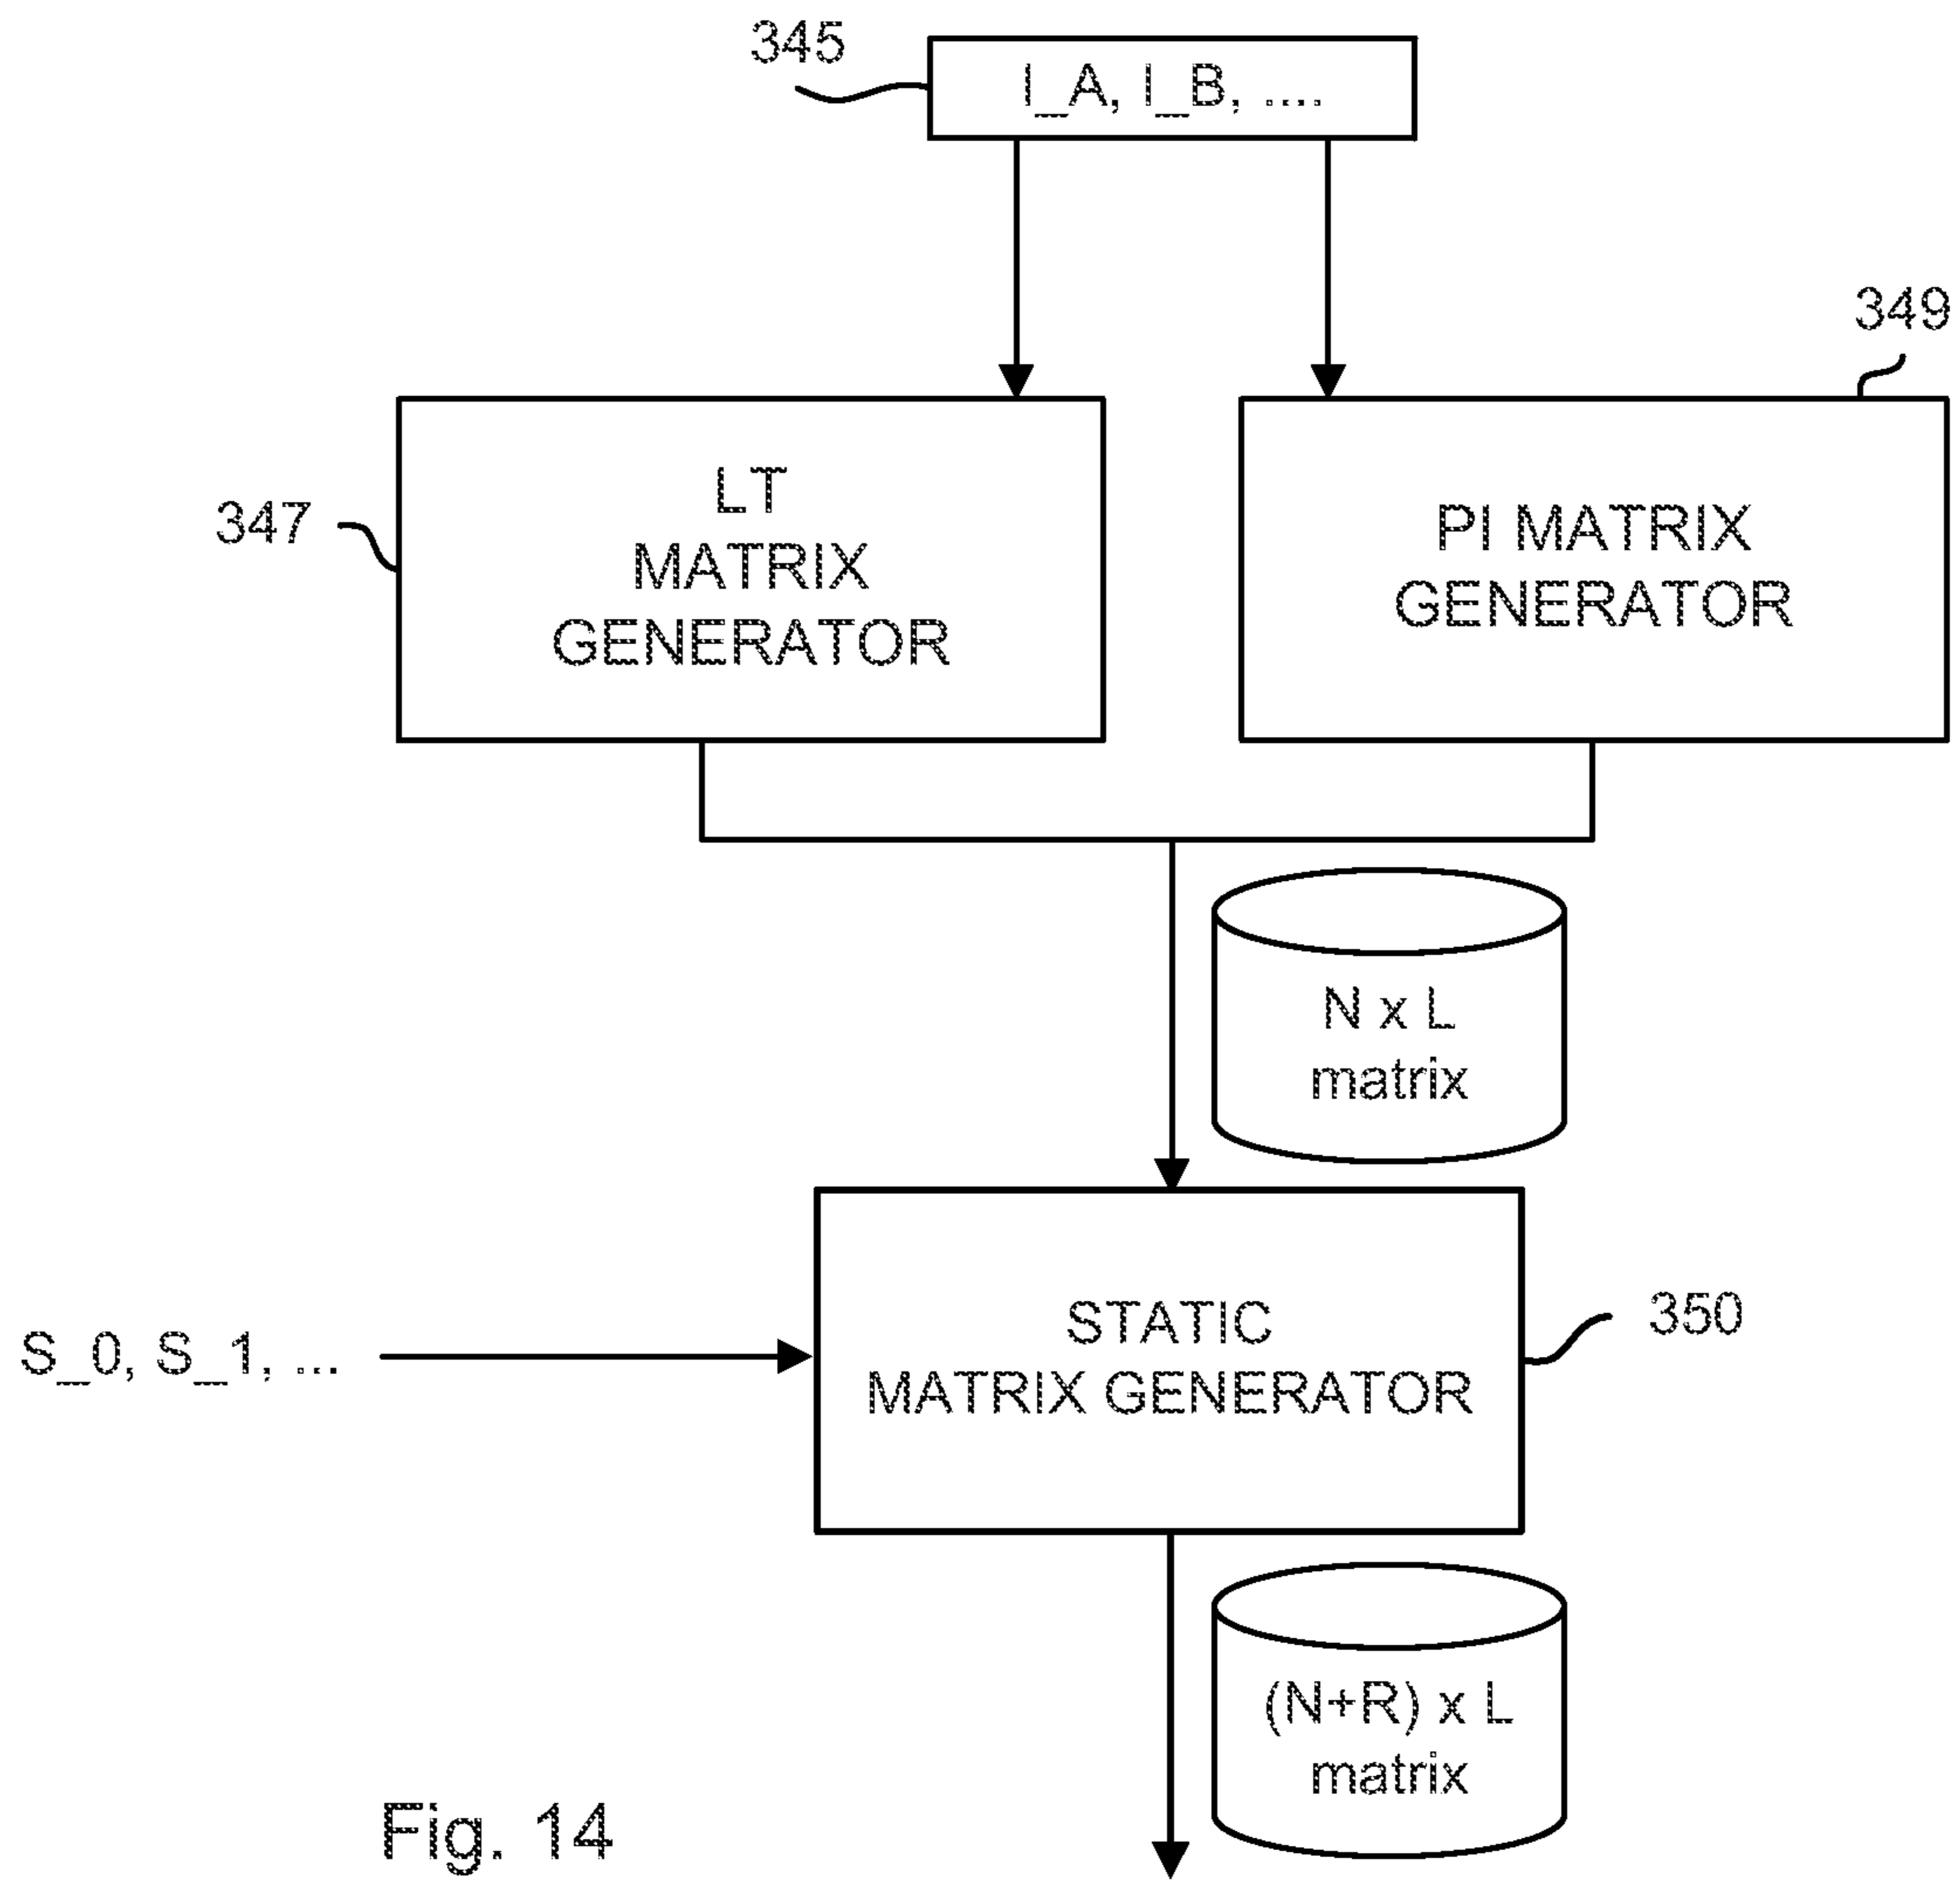 345
I_A, I_B, ....
349
347
LT
MATRIX
GENERATOR
PI MATRIX
GENERATOR
N x L
matrix
S_0, S_1, ...
STATIC
MATRIX GENERATOR
350
(N+R) x L
matrix
Fig. 14